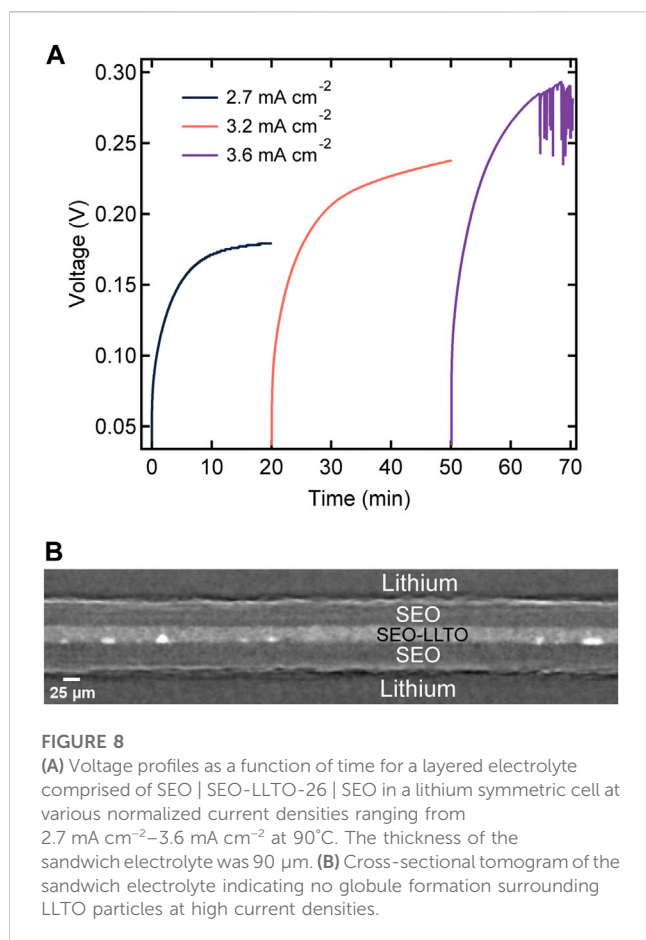 A
0.30
0.25
0.20
0.15
0.10
0.05
Voltage (V)
2.7 mA cm⁻²
3.2 mA cm⁻²
3.6 mA cm⁻²
0 10 20 30 40 50 60 70
Time (min)
B
Lithium
SEO
SEO-LLTO
SEO
25 μm
Lithium
FIGURE 8
(A) Voltage profiles as a function of time for a layered electrolyte
comprised of SEO | SEO-LLTO-26 | SEO in a lithium symmetric cell at
various normalized current densities ranging from
2.7 mA cm⁻²–3.6 mA cm⁻² at 90°C. The thickness of the
sandwich electrolyte was 90 μm. (B) Cross-sectional tomogram of the
sandwich electrolyte indicating no globule formation surrounding
LLTO particles at high current densities.